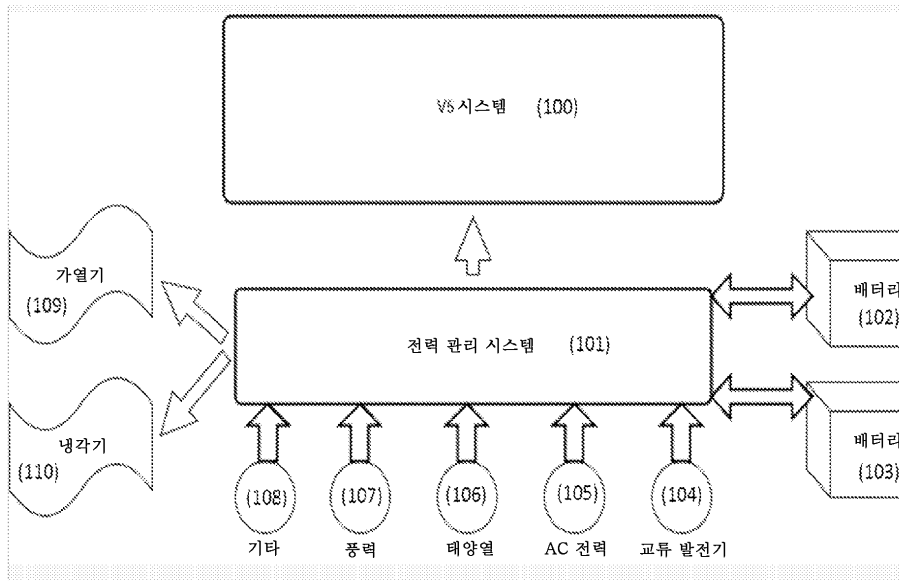 V5시스템 (100)
가열기
(109)
배터리
(102)
전력 관리 시스템 (101)
냉각기
(110)
배터리
(103)
(108) (107) (106) (105) (104)
기타 풍력 태양열 AC 전력 교류 발전기